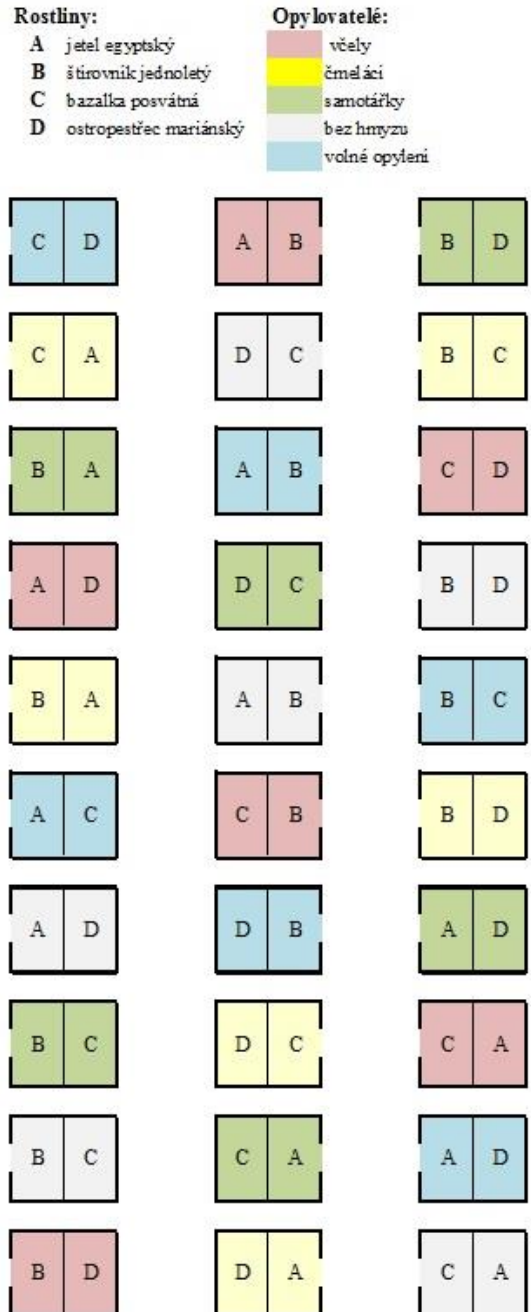 Rostliny: Opylovatelé:
A jetel egyptský včely
B štírovník jednoletý čmeláci
C bazalka posvátná samotářky
D ostropestřec mariánský bez hmyzu
volné opylení
C D A B B D
C A D C B C
B A A B C D
A D D C B D
B A A B B C
A C C B B D
A D D B A D
B C D C C A
B C C A A D
B D D A C A